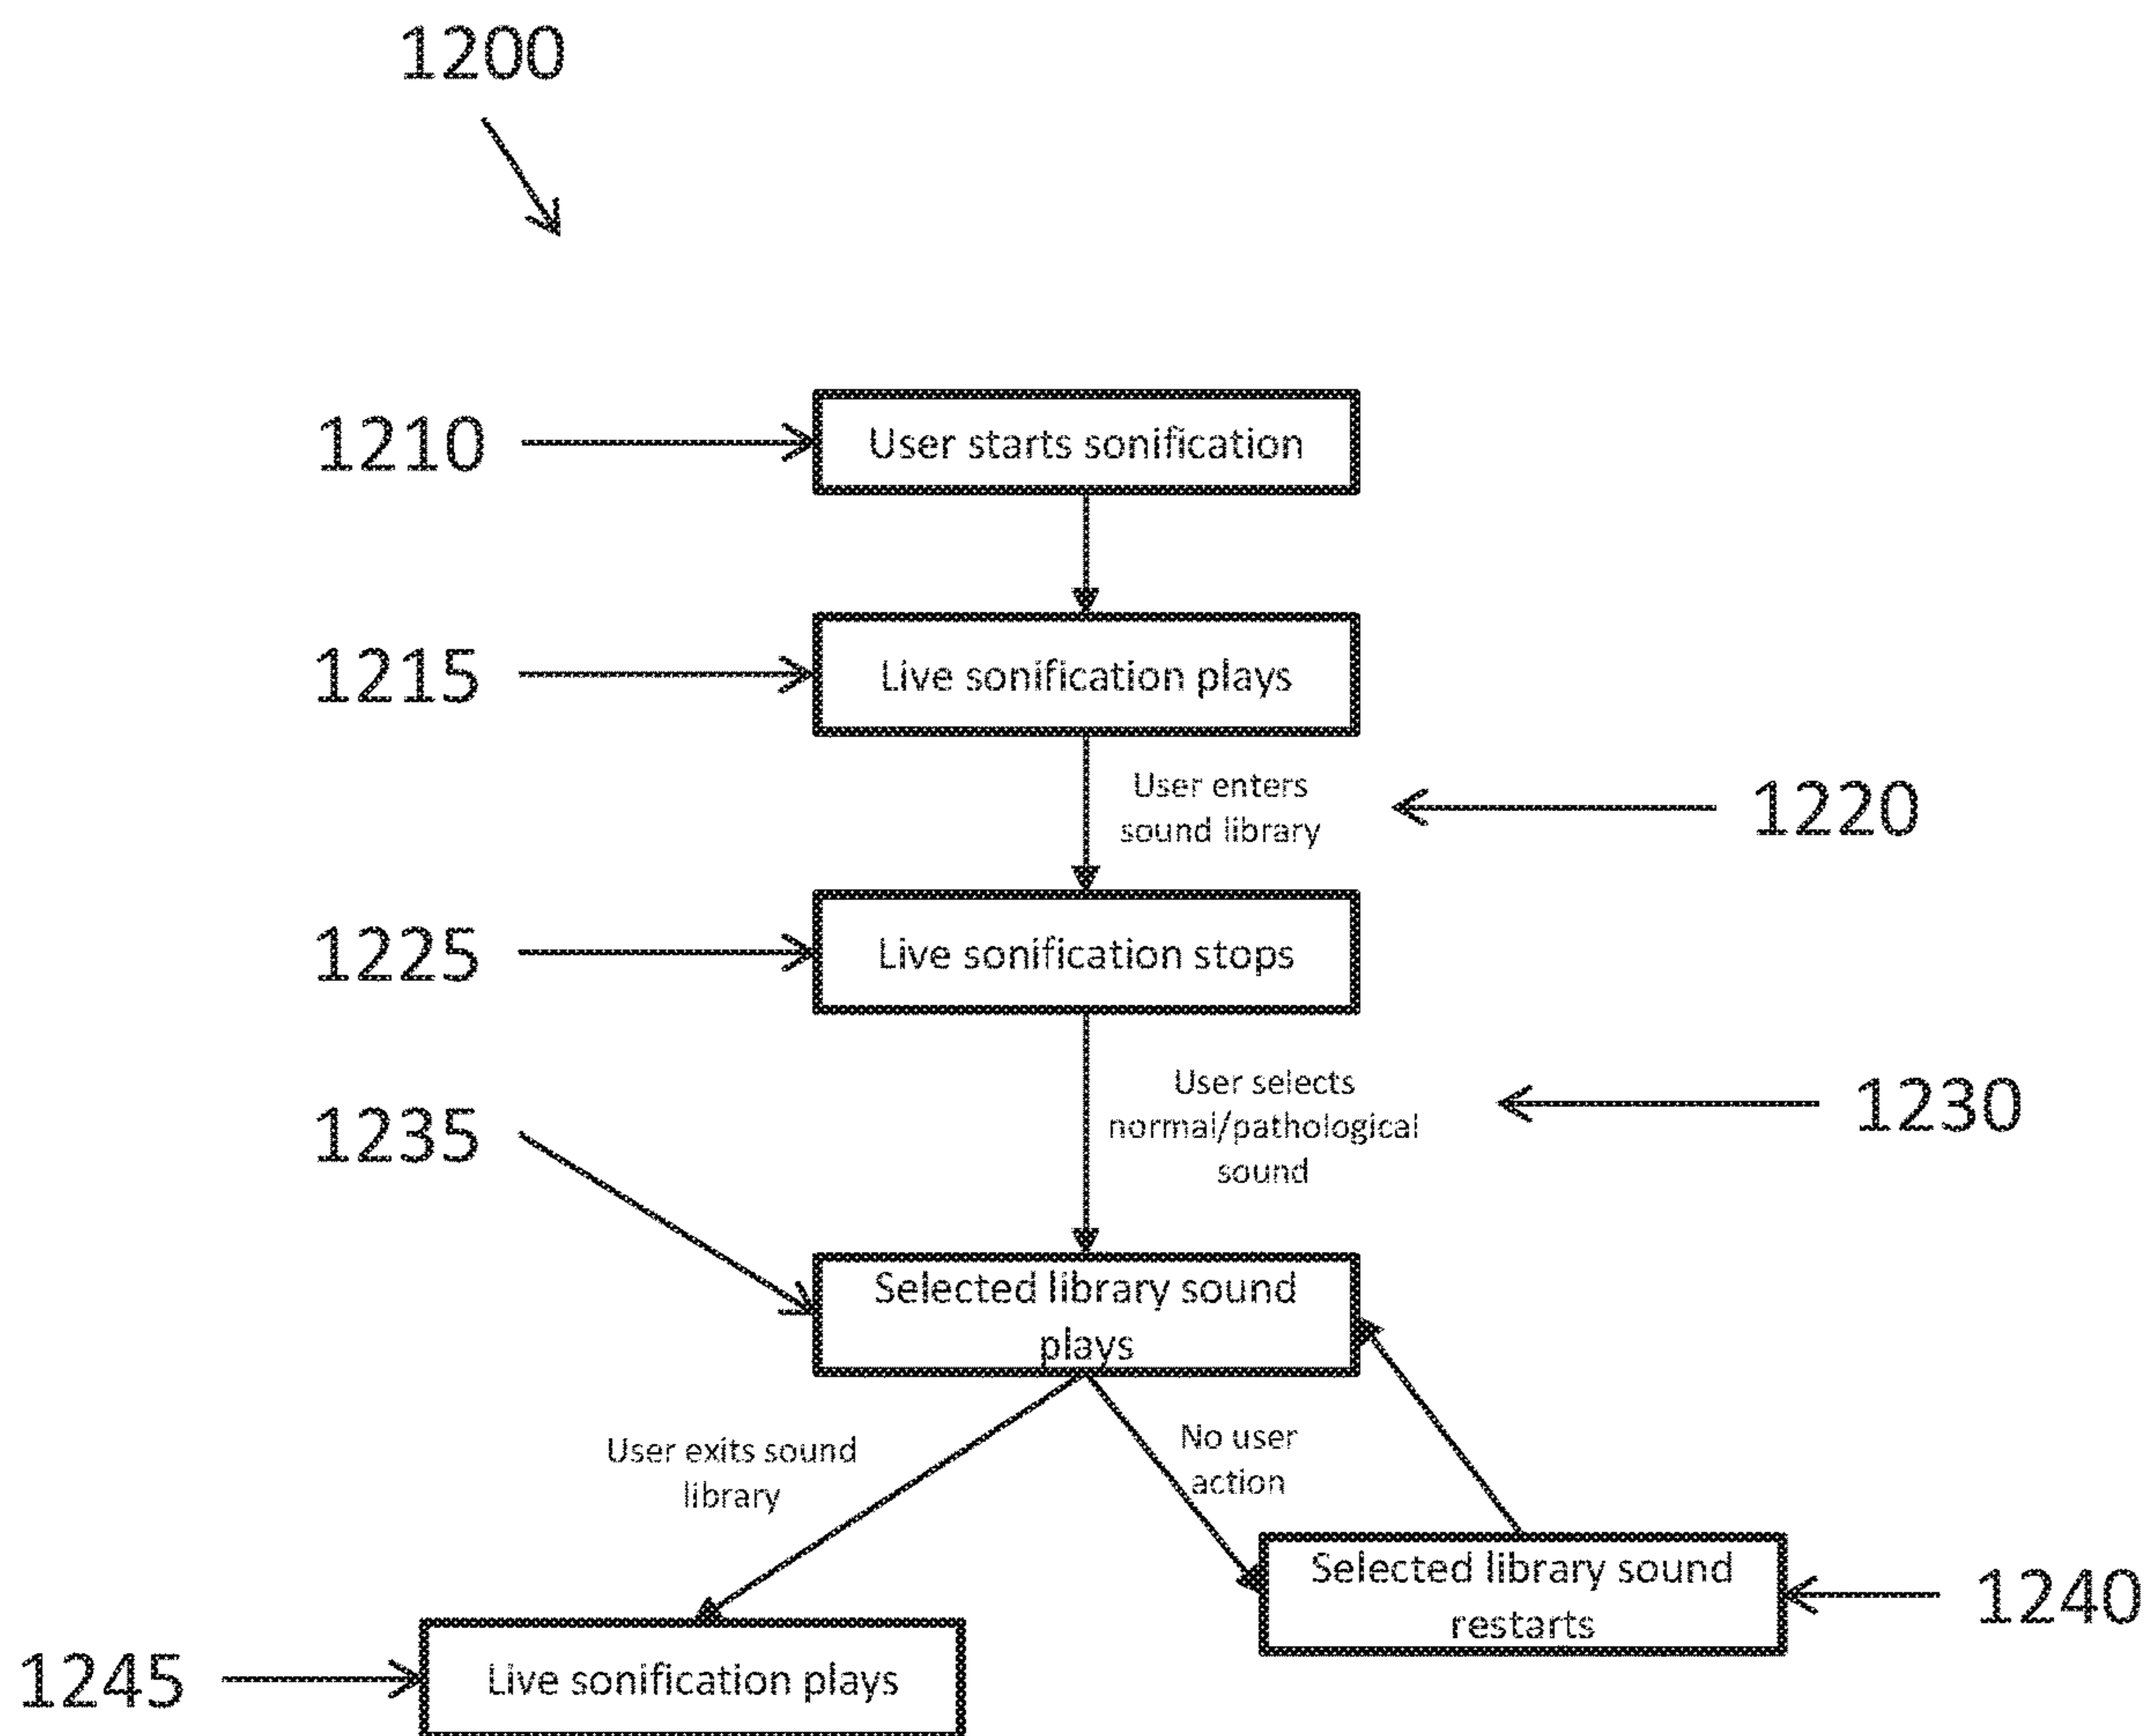 1200
1210
User starts sonification
1215
Live sonification plays
User enters
sound library
1220
1225
Live sonification stops
User selects
normal/pathological
sound
1230
1235
Selected library sound
plays
User exits sound
library
No user
action
Selected library sound
restarts
1240
1245
Live sonification plays